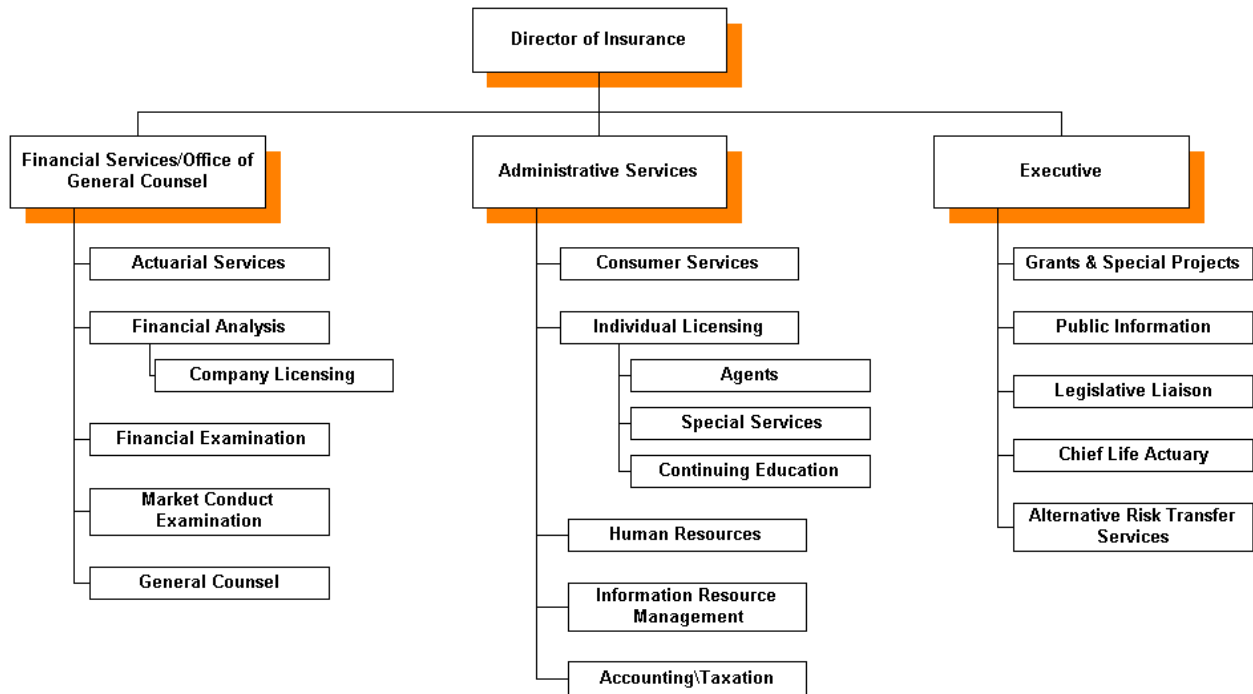 Director of Insurance
Financial Services/Office of
General Counsel
Administrative Services
Executive
Actuarial Services
Financial Analysis
Company Licensing
Financial Examination
Market Conduct
Examination
General Counsel
Consumer Services
Individual Licensing
Agents
Special Services
Continuing Education
Human Resources
Information Resource
Management
Accounting\Taxation
Grants & Special Projects
Public Information
Legislative Liaison
Chief Life Actuary
Alternative Risk Transfer
Services